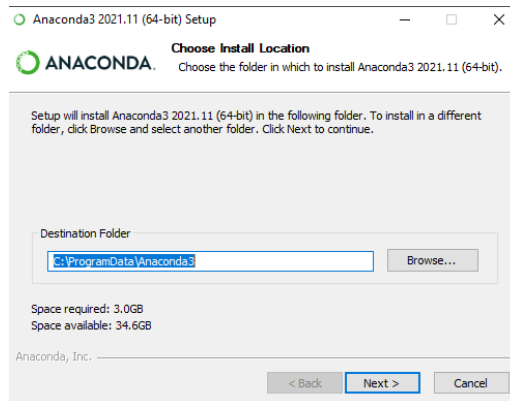 Anaconda3 2021.11 (64-bit) Setup
ANACONDA.
Choose Install Location
Choose the folder in which to install Anaconda3 2021.11 (64-bit).
Setup will install Anaconda3 2021.11 (64-bit) in the following folder. To install in a different
folder, click Browse and select another folder. Click Next to continue.
Destination Folder
C:\ProgramData\Anaconda3
Browse...
Space required: 3.0GB
Space available: 34.6GB
Anaconda, Inc.
< Back
Next >
Cancel